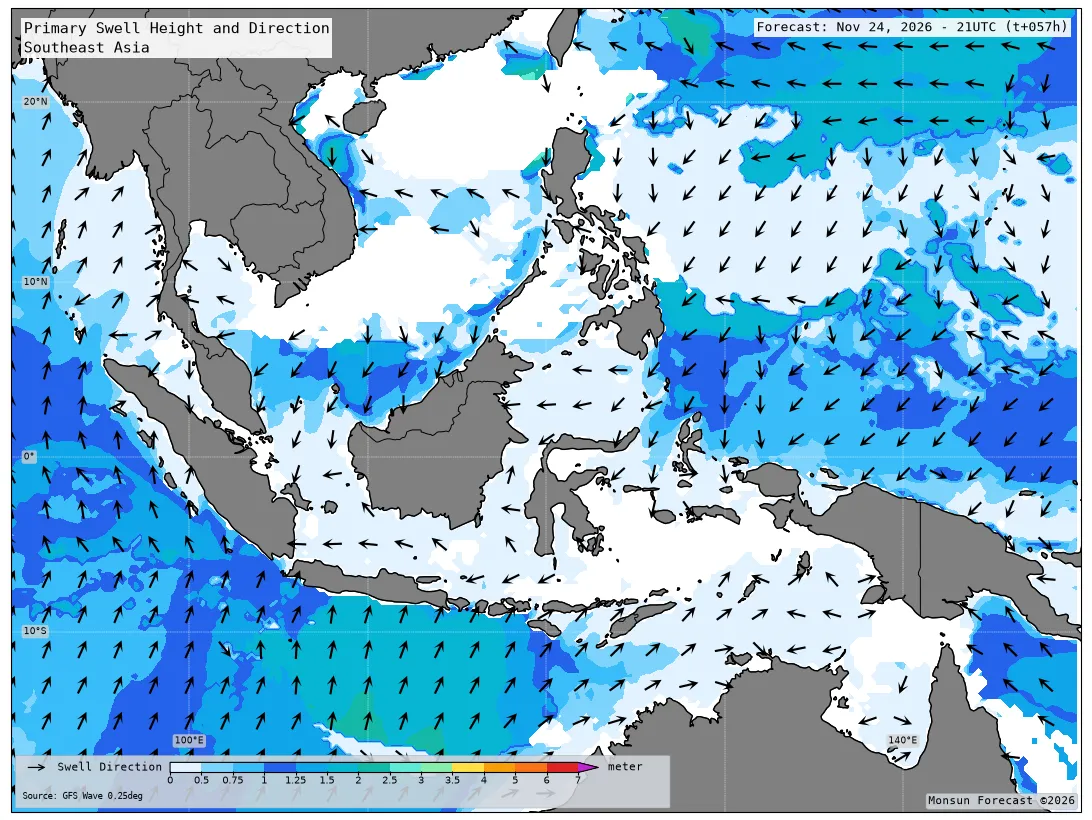 Primary Swell Height and Direction
Southeast Asia
Forecast: Nov 24, 2026 - 21UTC (t+057h)
20°N
10°N
0°
10°S
100°E
140°E
Swell Direction
0 0.5 0.75 1 1.25 1.5 2 2.5 3 3.5 4 5 6 7
meter
Source: GFS Wave 0.25deg
Monsun Forecast ©2026